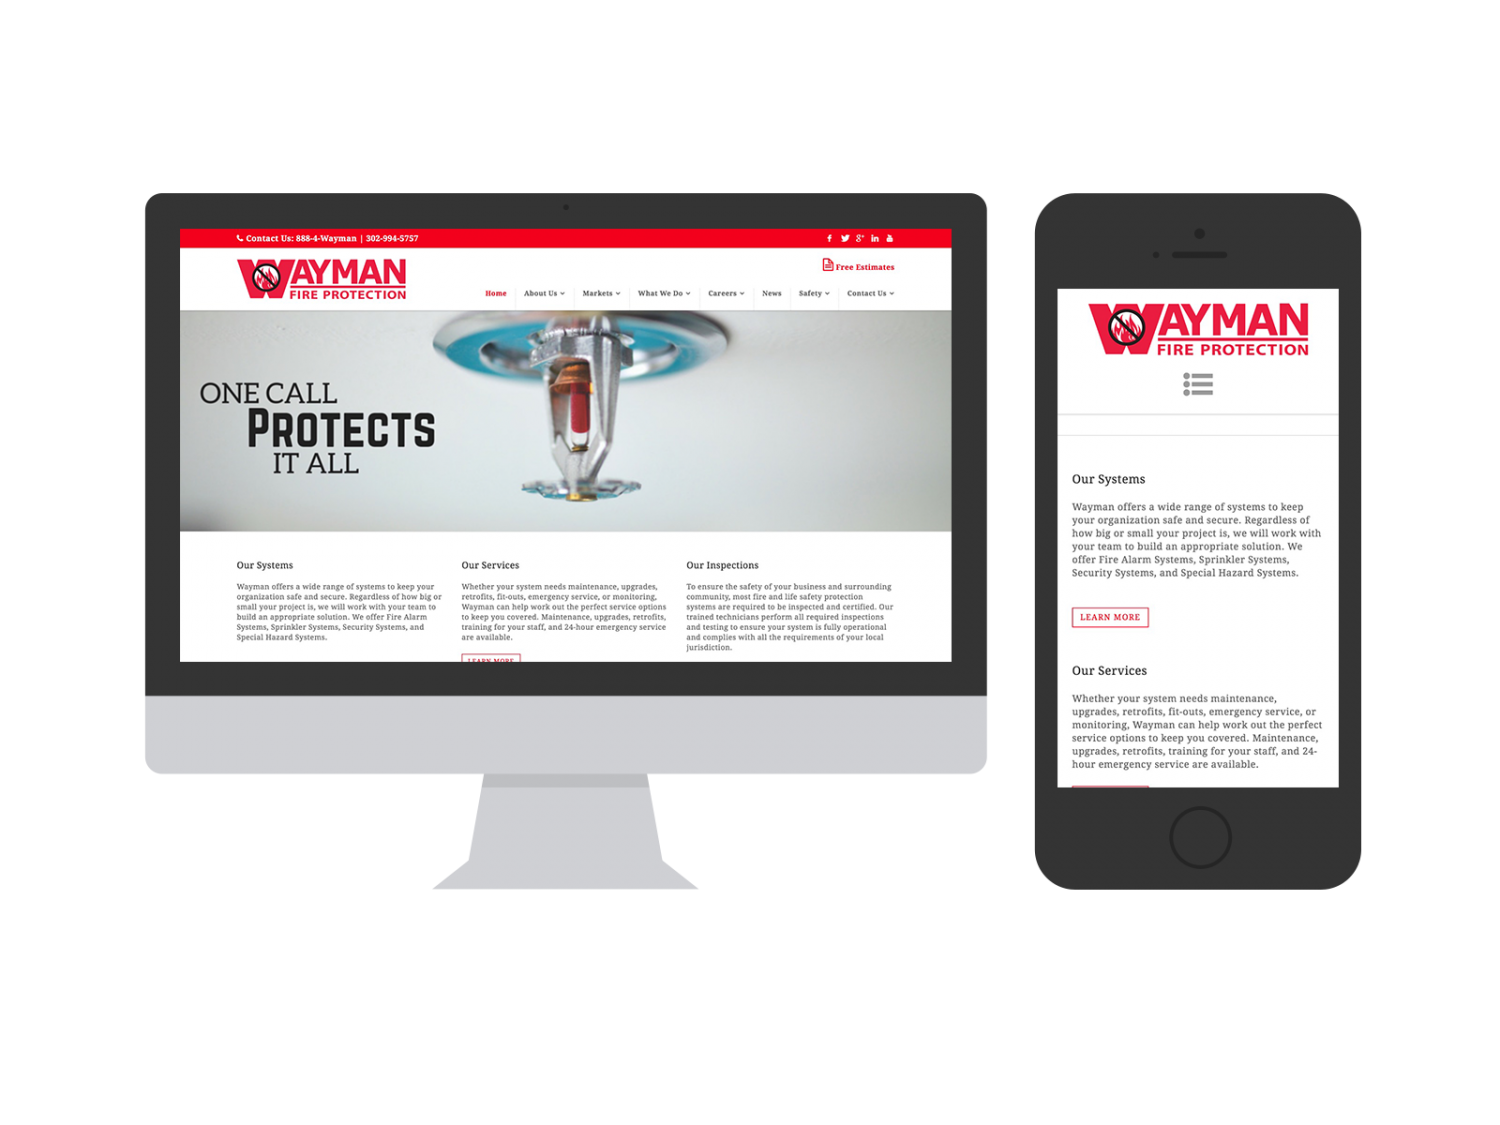 Contact Us: 888-4-Wayman | 302-994-5757
WAYMAN
FIRE PROTECTION
Free Estimates
Home About Us Markets What We Do Careers News Safety Contact Us
ONE CALL
PROTECTS
IT ALL
Our Systems
Wayman offers a wide range of systems to keep your
organization safe and secure. Regardless of how big or
small your project is, we will work with your team to
build an appropriate solution. We offer Fire Alarm
Systems, Sprinkler Systems, Security Systems, and
Special Hazard Systems.
Our Services
Whether your system needs maintenance, upgrades,
retrofits, fit-outs, emergency service, or monitoring,
Wayman can help work out the perfect service options
to keep you covered. Maintenance, upgrades, retrofits,
training for your staff, and 24-hour emergency service
are available.
LEARN MORE
Our Inspections
To ensure the safety of your business and surrounding
community, most fire and life safety protection
systems are required to be inspected and certified. Our
trained technicians perform all required inspections
and testing to ensure your system is fully operational
and complies with all the requirements of your local
jurisdiction.
WAYMAN
FIRE PROTECTION
Our Systems
Wayman offers a wide range of systems to keep
your organization safe and secure. Regardless of
how big or small your project is, we will work with
your team to build an appropriate solution. We
offer Fire Alarm Systems, Sprinkler Systems,
Security Systems, and Special Hazard Systems.
LEARN MORE
Our Services
Whether your system needs maintenance,
upgrades, retrofits, fit-outs, emergency service, or
monitoring, Wayman can help work out the perfect
service options to keep you covered. Maintenance,
upgrades, retrofits, training for your staff, and 24-
hour emergency service are available.